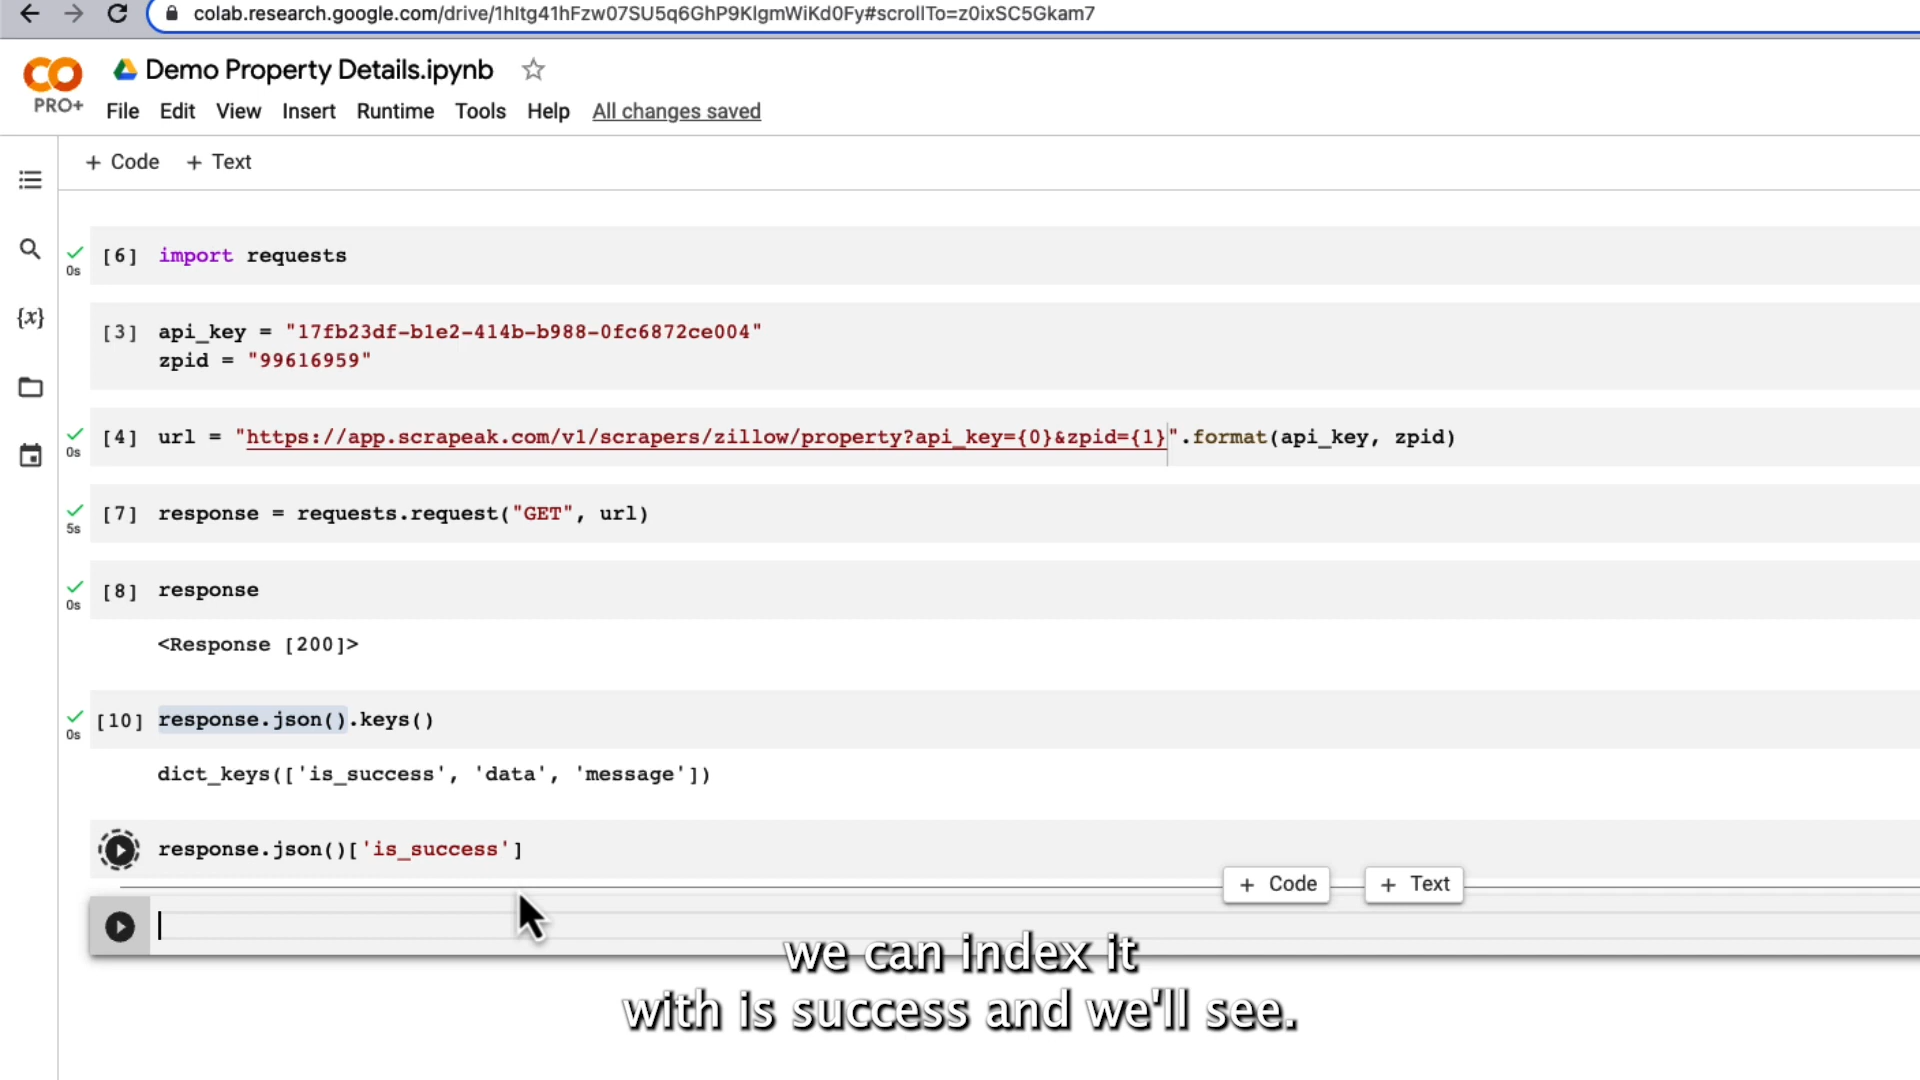 colab.research.google.com/drive/1hItg41hFzw07SU5q6GhP9KlgmWiKd0Fy#scrollTo=z0ixSC5Gkam7
CO
PRO+
Demo Property Details.ipynb
File Edit View Insert Runtime Tools Help All changes saved
+ Code + Text
[6] import requests
0s
[3] api_key = "17fb23df-b1e2-414b-b988-0fc6872ce004"
zpid = "99616959"
{x}
[4] url = "https://app.scrapeak.com/v1/scrapers/zillow/property?api_key={0}&zpid={1}".format(api_key, zpid)
0s
[7] response = requests.request("GET", url)
5s
[8] response
0s
<Response [200]>
[10] response.json().keys()
0s
dict_keys(['is_success', 'data', 'message'])
response.json()['is_success']
+ Code + Text
we can index it
with is success and we'll see.